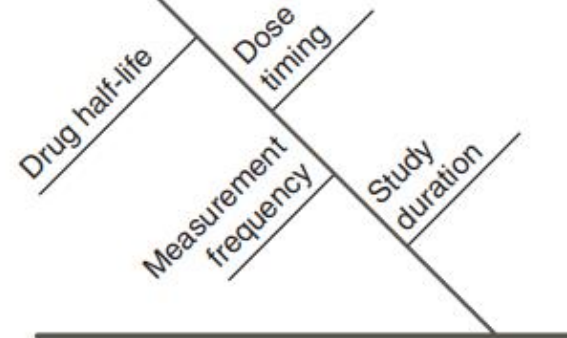 Drug half-life
Dose
timing
Measurement
frequency
Study
duration